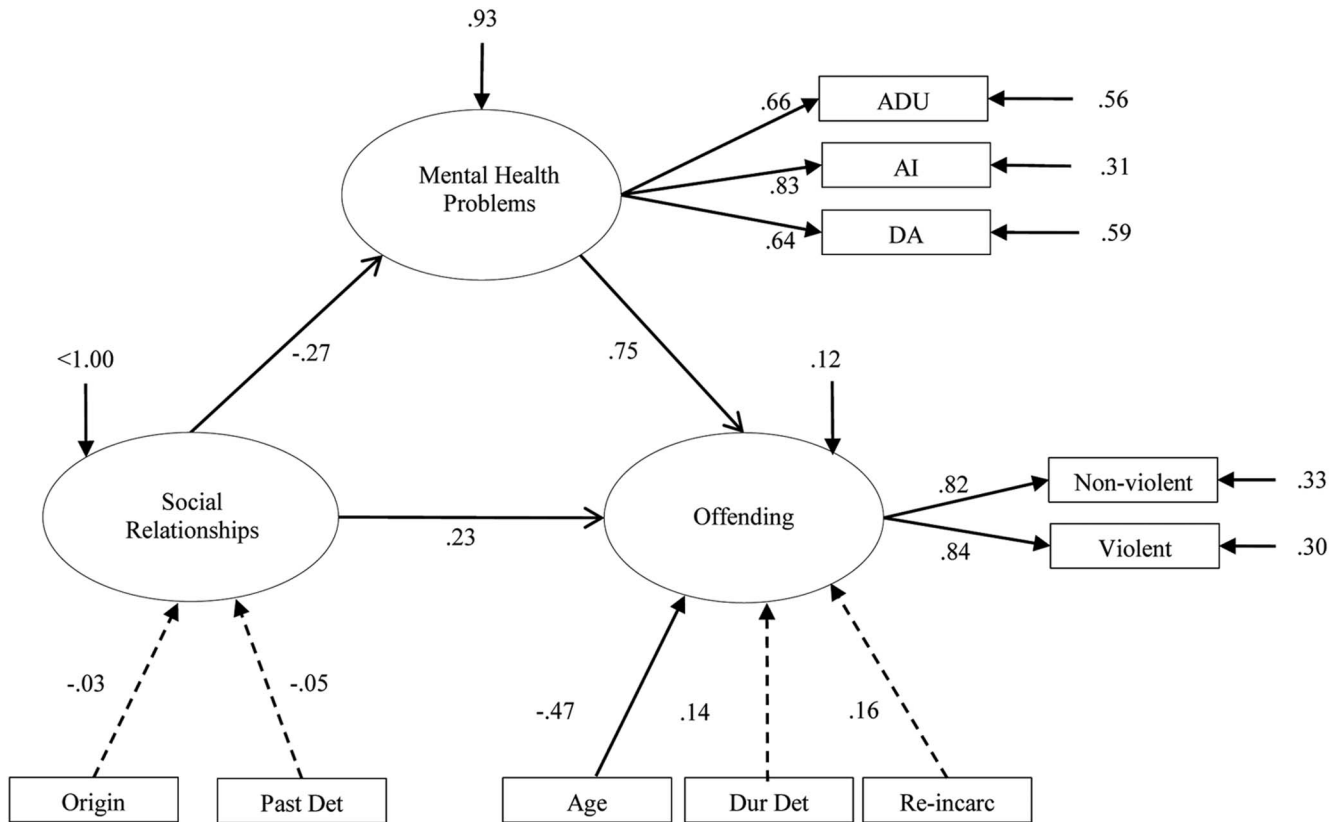 .93
.66
ADU
.56
Mental Health
Problems
.83
AI
.31
.64
DA
.59
<1.00
-.27
.75
.12
Social
Relationships
.23
Offending
.82
Non-violent
.33
.84
Violent
.30
-.03
-.05
-.47
.14
.16
Origin
Past Det
Age
Dur Det
Re-incarc